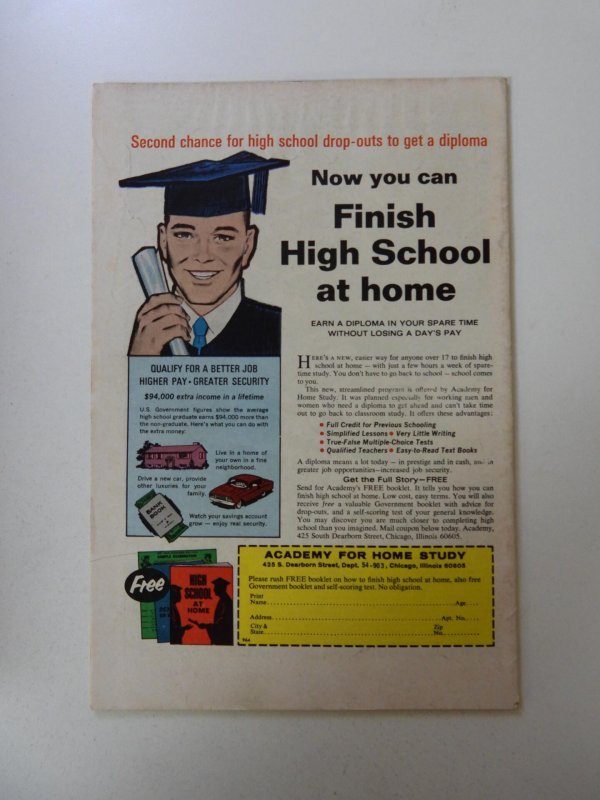 Second chance for high school drop-outs to get a diploma
Now you can
Finish
High School
at home
EARN A DIPLOMA IN YOUR SPARE TIME
WITHOUT LOSING A DAY'S PAY
QUALIFY FOR A BETTER JOB
HIGHER PAY • GREATER SECURITY
$94,000 extra income in a lifetime
U.S. Government figures show the average
high school graduate earns $94,000 more than
the non-graduate. Here's what you can do with
the extra money:
Live in a home of
your own in a fine
neighborhood.
Drive a new car, provide
other luxuries for your
family.
BANK
BOOK
Watch your savings account
grow — enjoy real security.
HERE'S A NEW, easier way for anyone over 17 to finish high
school at home — with just a few hours a week of spare-
time study. You don't have to go back to school — school comes
to you.
This new, streamlined program is offered by Academy for
Home Study. It was planned especially for working men and
women who need a diploma to get ahead and can't take time
out to go back to classroom study. It offers these advantages:
• Full Credit for Previous Schooling
• Simplified Lessons • Very Little Writing
• True-False Multiple-Choice Tests
• Qualified Teachers • Easy-to-Read Text Books
A diploma means a lot today – in prestige and in cash, and in
greater job opportunities–increased job security.
Get the Full Story—FREE
Send for Academy's FREE booklet. It tells you how you can
finish high school at home. Low cost, easy terms. You will also
receive free a valuable Government booklet with advice for
drop-outs, and a self-scoring test of your general knowledge.
You may discover you are much closer to completing high
school than you imagined. Mail coupon below today. Academy,
425 South Dearborn Street, Chicago, Illinois 60605.
Free
HIGH
SCHOOL
AT
HOME
ACADEMY FOR HOME STUDY
425 S. Dearborn Street, Dept. 54-903, Chicago, Illinois 60605
Please rush FREE booklet on how to finish high school at home, also free
Government booklet and self-scoring test. No obligation.
Print
Name Age
Address Apt. No.
City & Zip
State No.